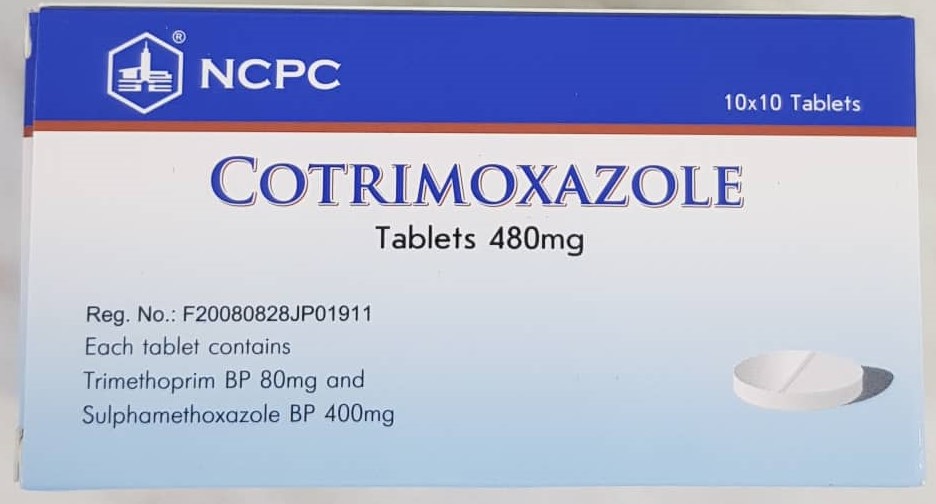 ®
NCPC
10x10 Tablets
COTRIMOXAZOLE
Tablets 480mg
Reg. No.: F20080828JP01911
Each tablet contains
Trimethoprim BP 80mg and
Sulphamethoxazole BP 400mg